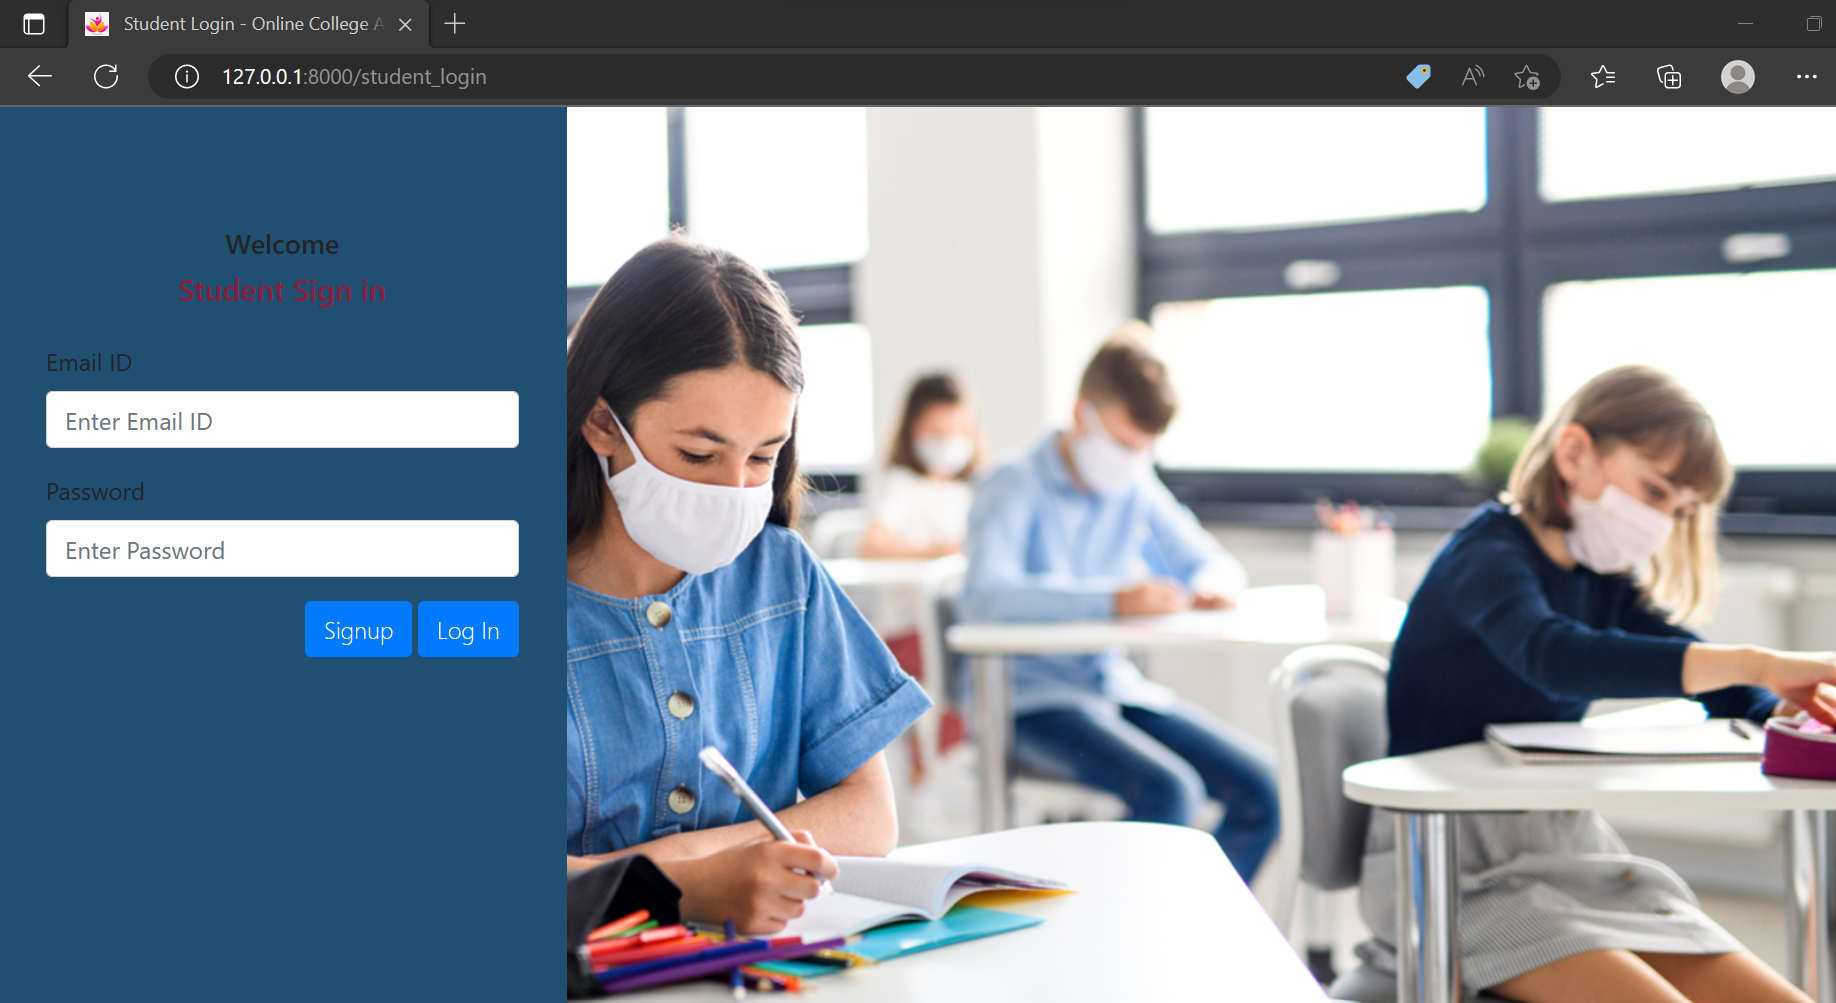 Student Login - Online College A
127.0.0.1:8000/student_login
Welcome
Student Sign in
Email ID
Enter Email ID
Password
Enter Password
Signup Log In